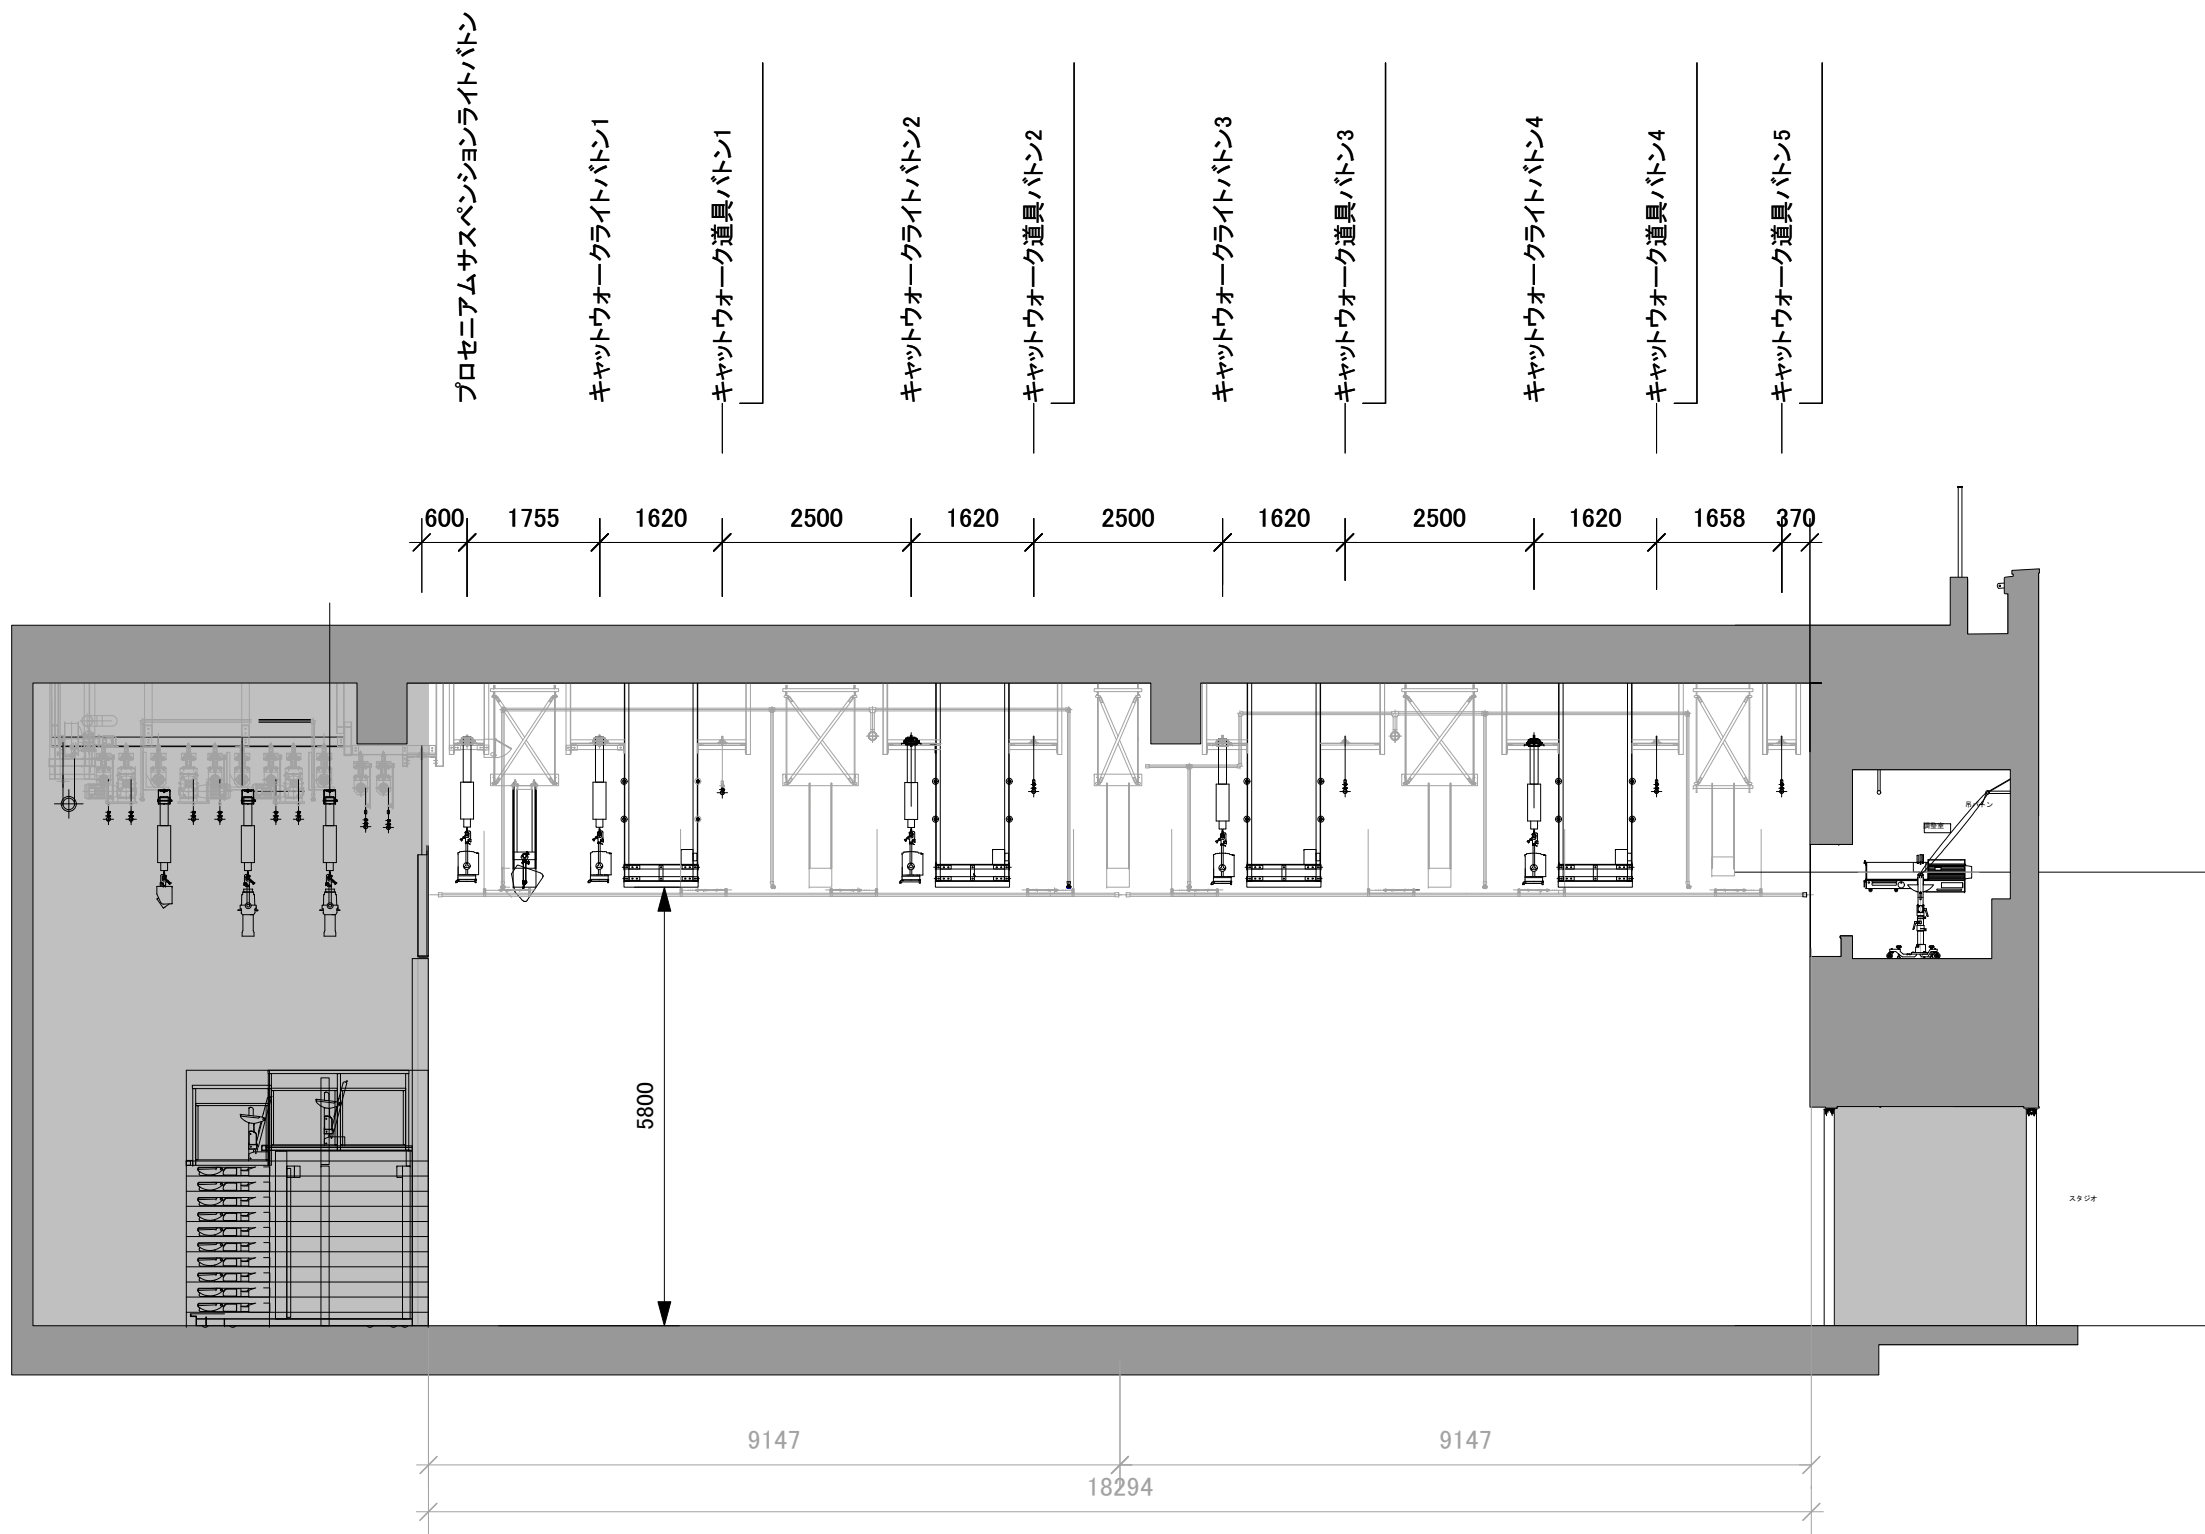 プロセニアムサスペンションライトバトン
キャットウォークライトバトン1
キャットウォーク道具バトン1
キャットウォークライトバトン2
キャットウォーク道具バトン2
キャットウォークライトバトン3
キャットウォーク道具バトン3
キャットウォークライトバトン4
キャットウォーク道具バトン4
キャットウォーク道具バトン5
600
1755
1620
2500
1620
2500
1620
2500
1620
1658
370
吊バトン
調整室
5800
スタジオ
9147
9147
18294